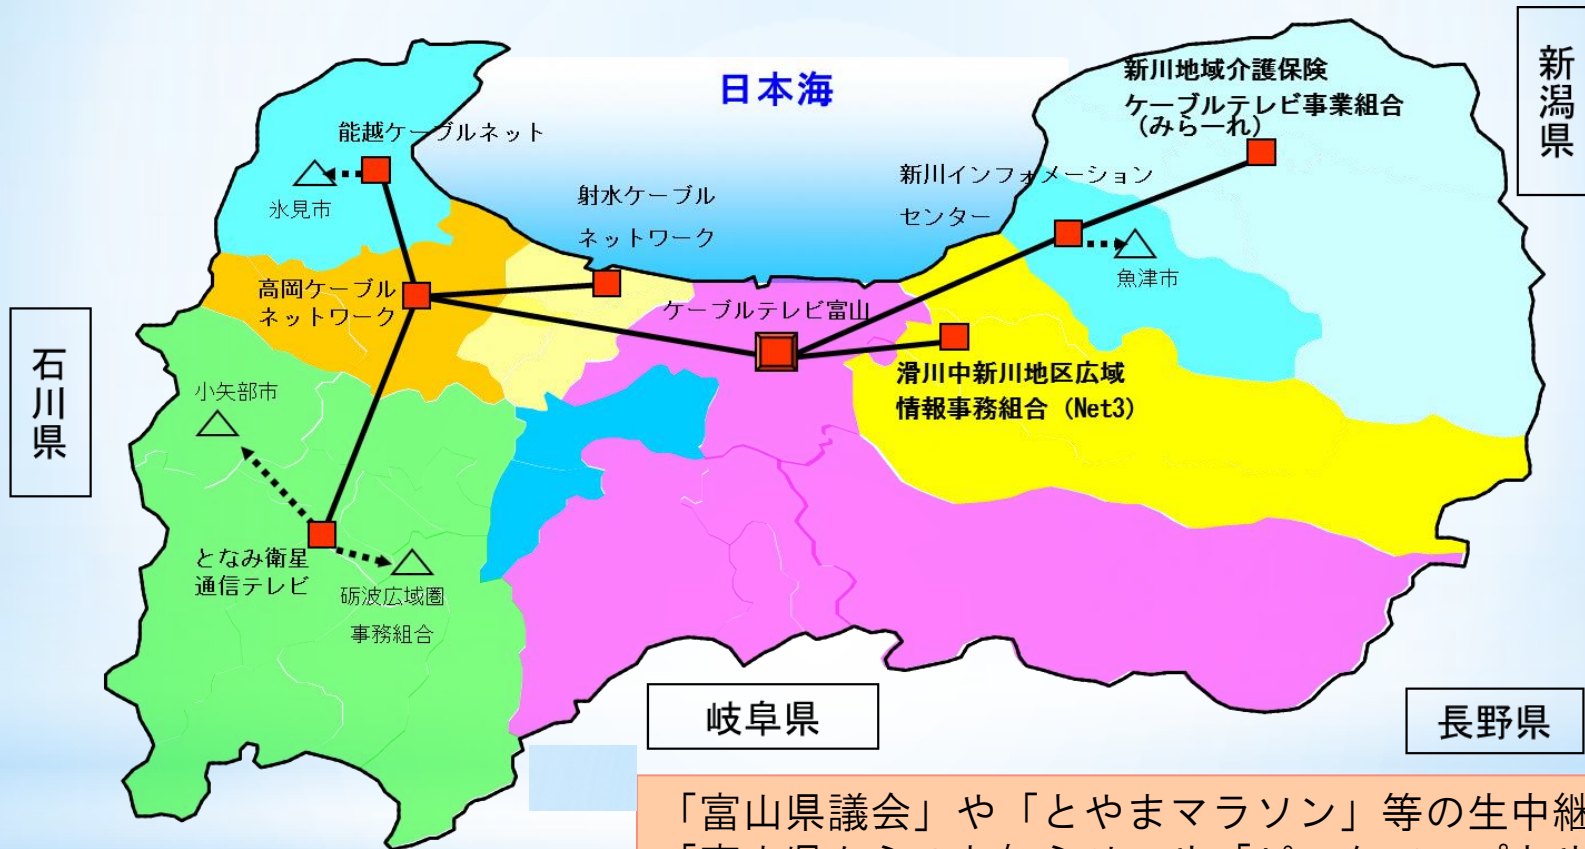 日本海
新潟県
新川地域介護保険
ケーブルテレビ事業組合
（みらーれ）
能越ケーブルネット
氷見市
射水ケーブル
ネットワーク
新川インフォメーション
センター
魚津市
高岡ケーブル
ネットワーク
ケーブルテレビ富山
滑川中新川地区広域
情報事務組合（Net3）
石川県
小矢部市
となみ衛星
通信テレビ
砺波広域圏
事務組合
岐阜県
長野県
「富山県議会」や「とやまマラソン」等の生中継